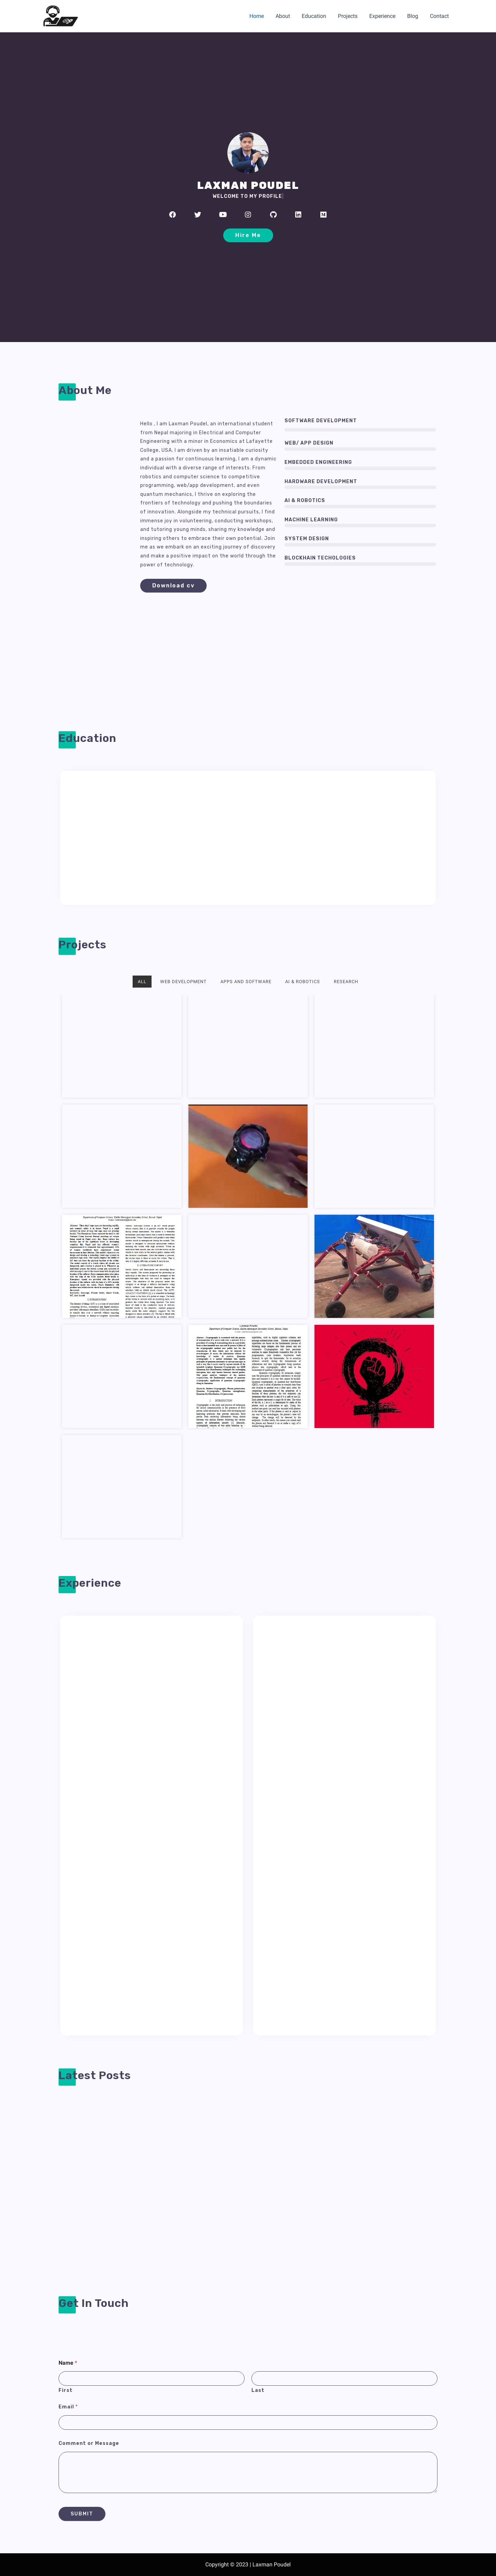 Home About Education Projects Experience Blog Contact
LAXMAN POUDEL
WELCOME TO MY PROFILE
Hire Me
About Me
Hello , I am Laxman Poudel, an international student
from Nepal majoring in Electrical and Computer
Engineering with a minor in Economics at Lafayette
College, USA. I am driven by an insatiable curiosity
and a passion for continuous learning. I am a dynamic
individual with a diverse range of interests. From
robotics and computer science to competitive
programming, web/app development, and even
quantum mechanics, I thrive on exploring the
frontiers of technology and pushing the boundaries
of innovation. Alongside my technical pursuits, I find
immense joy in volunteering, conducting workshops,
and tutoring young minds, sharing my knowledge and
inspiring others to embrace their own potential. Join
me as we embark on an exciting journey of discovery
and make a positive impact on the world through the
power of technology.
Download cv
SOFTWARE DEVELOPMENT
WEB/ APP DESIGN
EMBEDDED ENGINEERING
HARDWARE DEVELOPMENT
AI & ROBOTICS
MACHINE LEARNING
SYSTEM DESIGN
BLOCKHAIN TECHOLOGIES
Education
Projects
ALL WEB DEVELOPMENT APPS AND SOFTWARE AI & ROBOTICS RESEARCH
Experience
Latest Posts
Get In Touch
Name *
First Last
Email *
Comment or Message
SUBMIT
Copyright © 2023 | Laxman Poudel